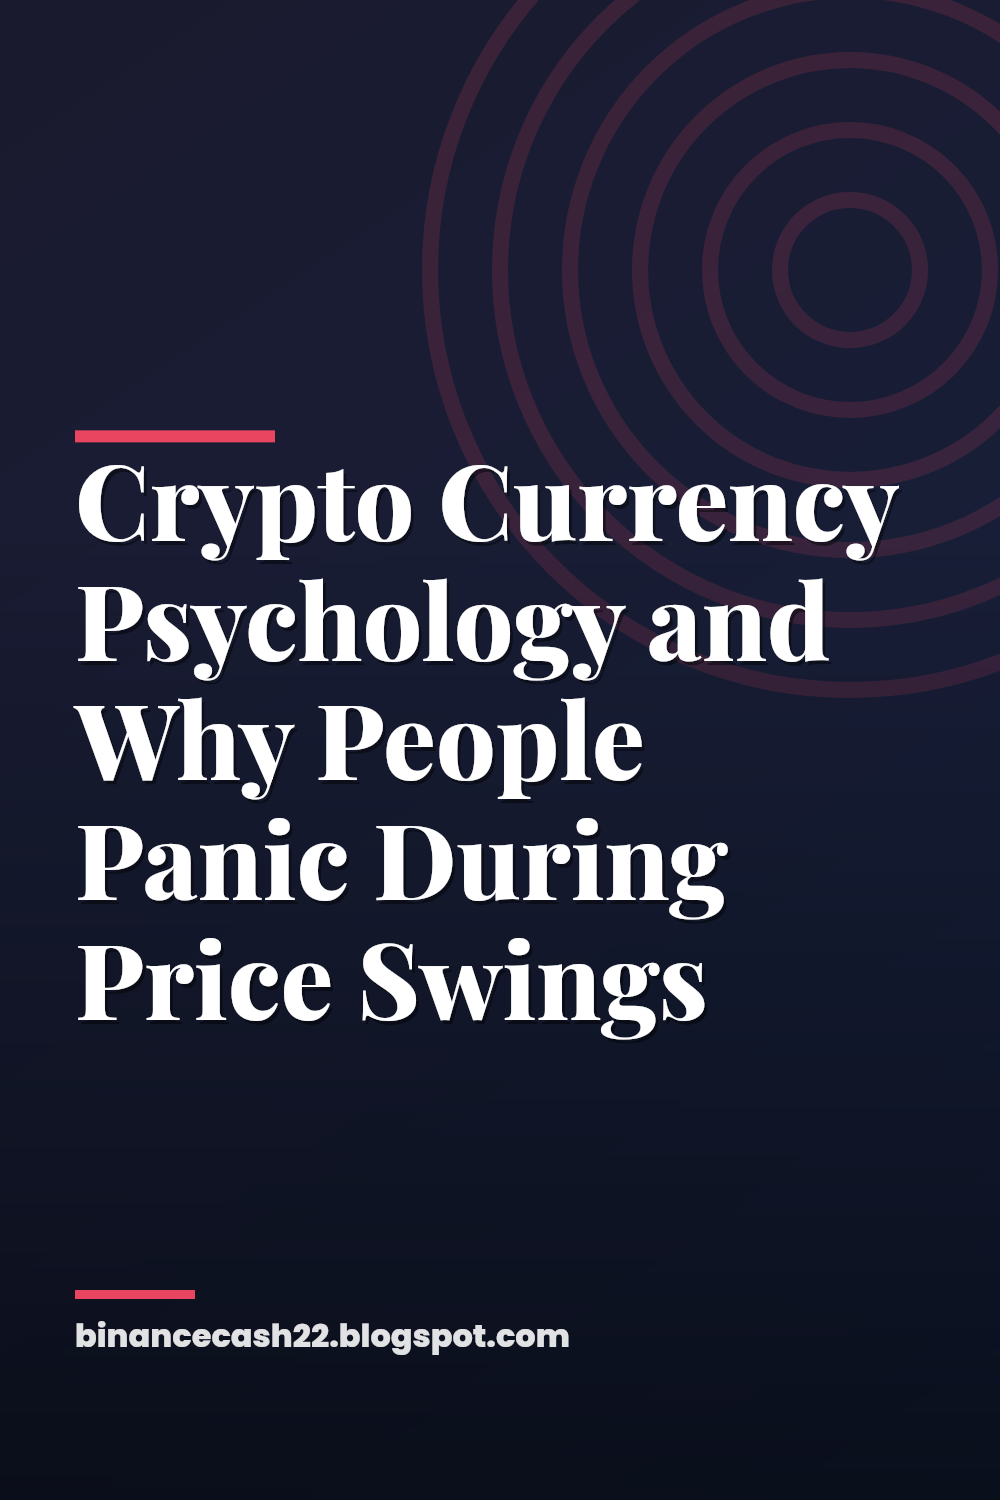 Crypto Currency
Psychology and
Why People
Panic During
Price Swings
binancecash22.blogspot.com